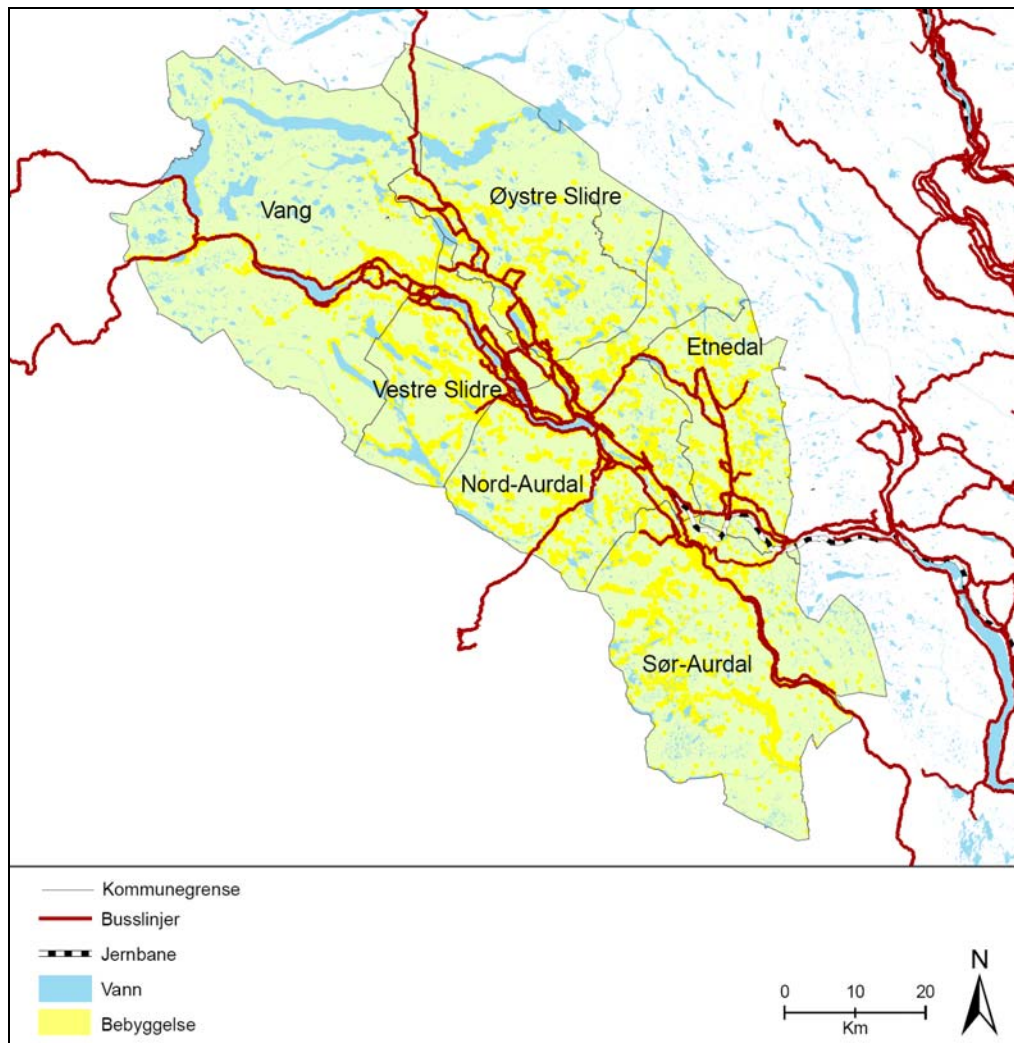 Øystre Slidre
Vang
Etnedal
Vestre Slidre
Nord-Aurdal
Sør-Aurdal
Kommunegrense
Busslinjer
Jernbane
Vann
Bebyggelse
N
0 10 20
Km